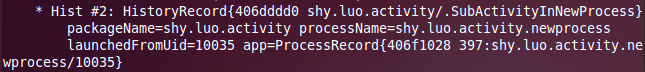 * Hist #2: HistoryRecord{406dddd0 shy.luo.activity/.SubActivityInNewProcess}
packageName=shy.luo.activity processName=shy.luo.activity.newprocess
launchedFromUid=10035 app=ProcessRecord{406f1028 397:shy.luo.activity.ne
wprocess/10035}